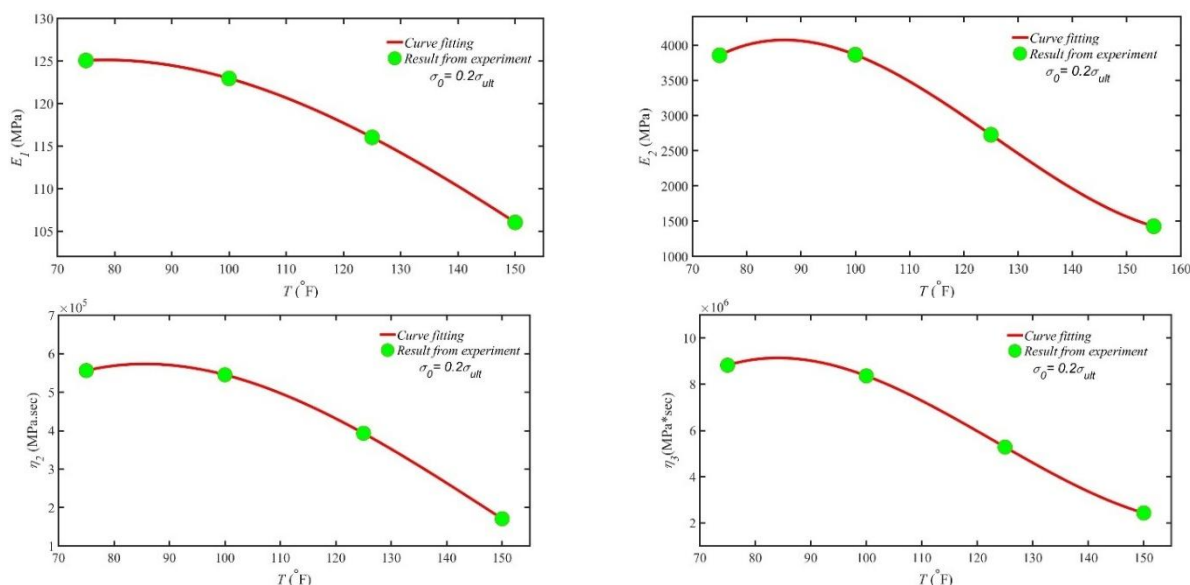 130
125
120
115
110
105
E1 (MPa)
Curve fitting
Result from experiment
σ0 = 0.2σult
70 80 90 100 110 120 130 140 150
T (°F)
4000
3500
3000
2500
2000
1500
1000
E2 (MPa)
Curve fitting
Result from experiment
σ0 = 0.2σult
70 80 90 100 110 120 130 140 150 160
T (°F)
×10^5
7
6
5
4
3
2
1
η2 (MPa.sec)
Curve fitting
Result from experiment
σ0 = 0.2σult
70 80 90 100 110 120 130 140 150
T (°F)
×10^6
10
8
6
4
2
η3(MPa*sec)
Curve fitting
Result from experiment
σ0 = 0.2σult
70 80 90 100 110 120 130 140 150
T (°F)